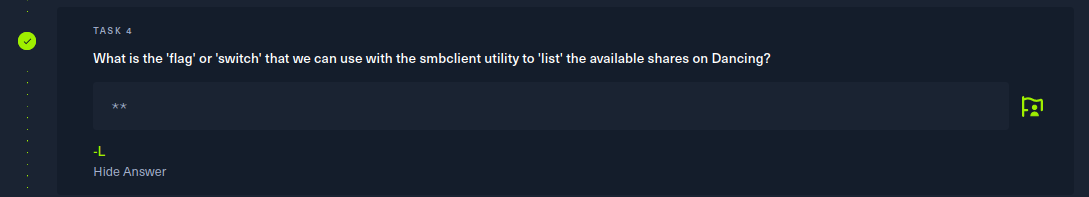 TASK 4
What is the 'flag' or 'switch' that we can use with the smbclient utility to 'list' the available shares on Dancing?
**
-L
Hide Answer